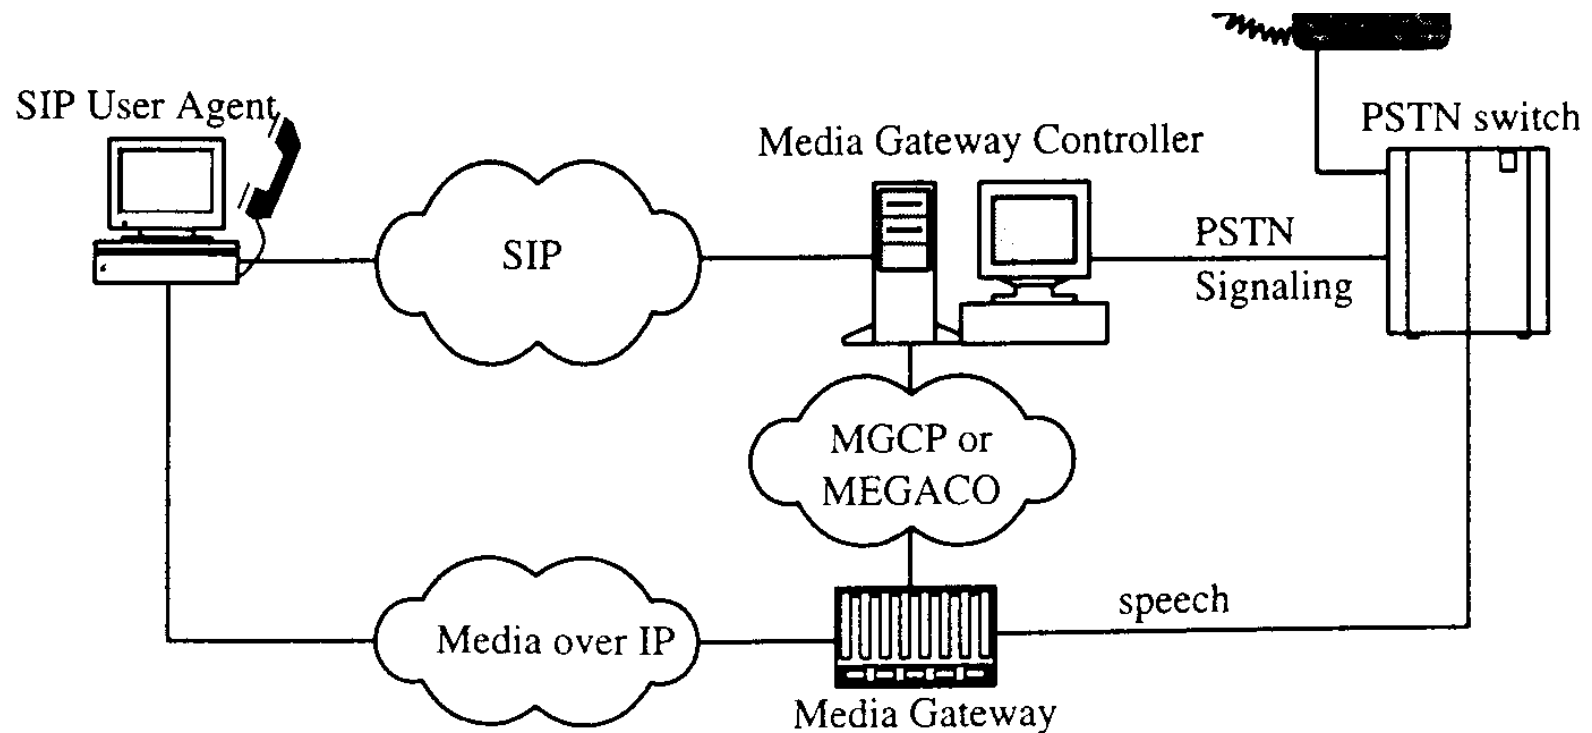 SIP User Agent
Media Gateway Controller
PSTN switch
SIP
PSTN
Signaling
MGCP or
MEGACO
speech
Media over IP
Media Gateway